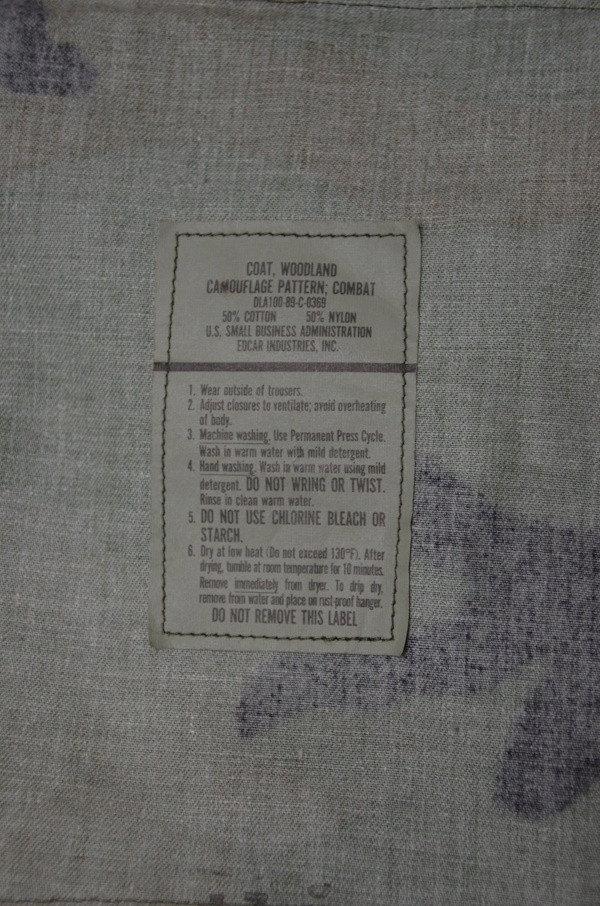 COAT, WOODLAND
CAMOUFLAGE PATTERN; COMBAT
DLA100-89-C-0369
50% COTTON 50% NYLON
U.S. SMALL BUSINESS ADMINISTRATION
EDCAR INDUSTRIES, INC.
1. Wear outside of trousers.
2. Adjust closures to ventilate; avoid overheating
of body.
3. Machine washing. Use Permanent Press Cycle.
Wash in warm water with mild detergent.
4. Hand washing. Wash in warm water using mild
detergent. DO NOT WRING OR TWIST.
Rinse in clean warm water.
5. DO NOT USE CHLORINE BLEACH OR
STARCH.
6. Dry at low heat (Do not exceed 130°F). After
drying, tumble at room temperature for 10 minutes.
Remove immediately from dryer. To drip dry,
remove from water and place on rust-proof hanger.
DO NOT REMOVE THIS LABEL